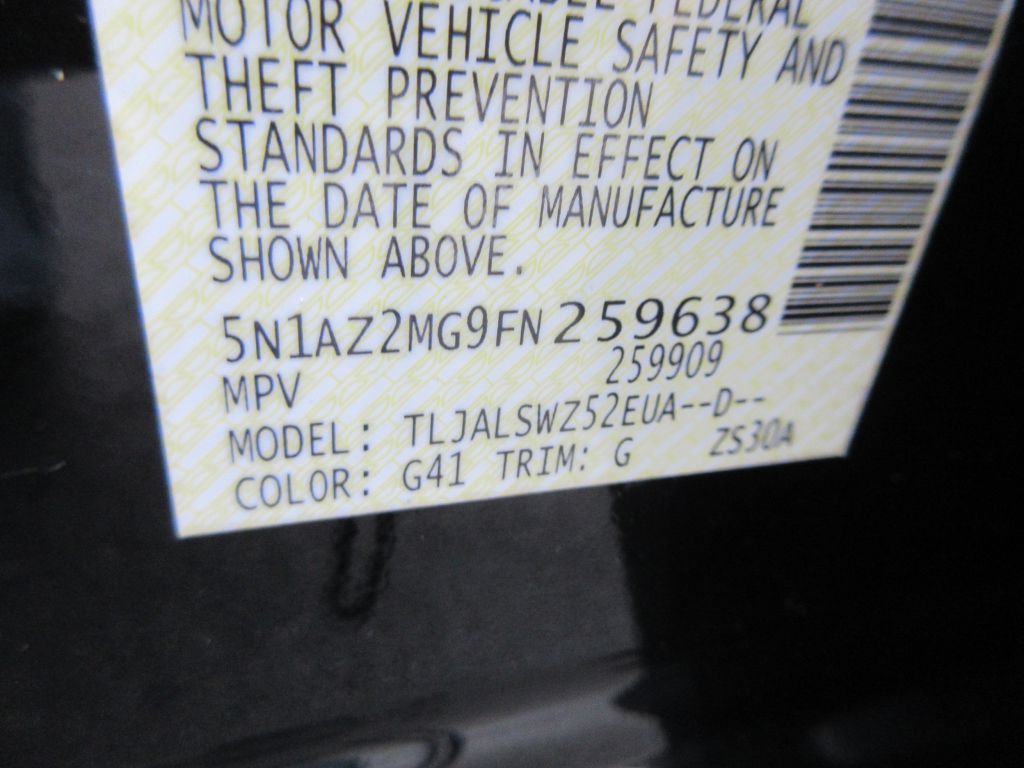 FEDERAL
MOTOR VEHICLE SAFETY AND
THEFT PREVENTION
STANDARDS IN EFFECT ON
THE DATE OF MANUFACTURE
SHOWN ABOVE.
5N1AZ2MG9FN259638
MPV 259909
MODEL: TLJALSWZ52EUA--D--
COLOR: G41 TRIM: G ZS30A